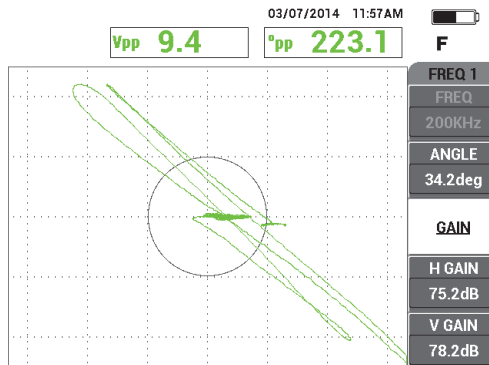 03/07/2014 11:57AM
Vpp 9.4
°pp 223.1
F
FREQ 1
FREQ
200KHz
ANGLE
34.2deg
GAIN
H GAIN
75.2dB
V GAIN
78.2dB